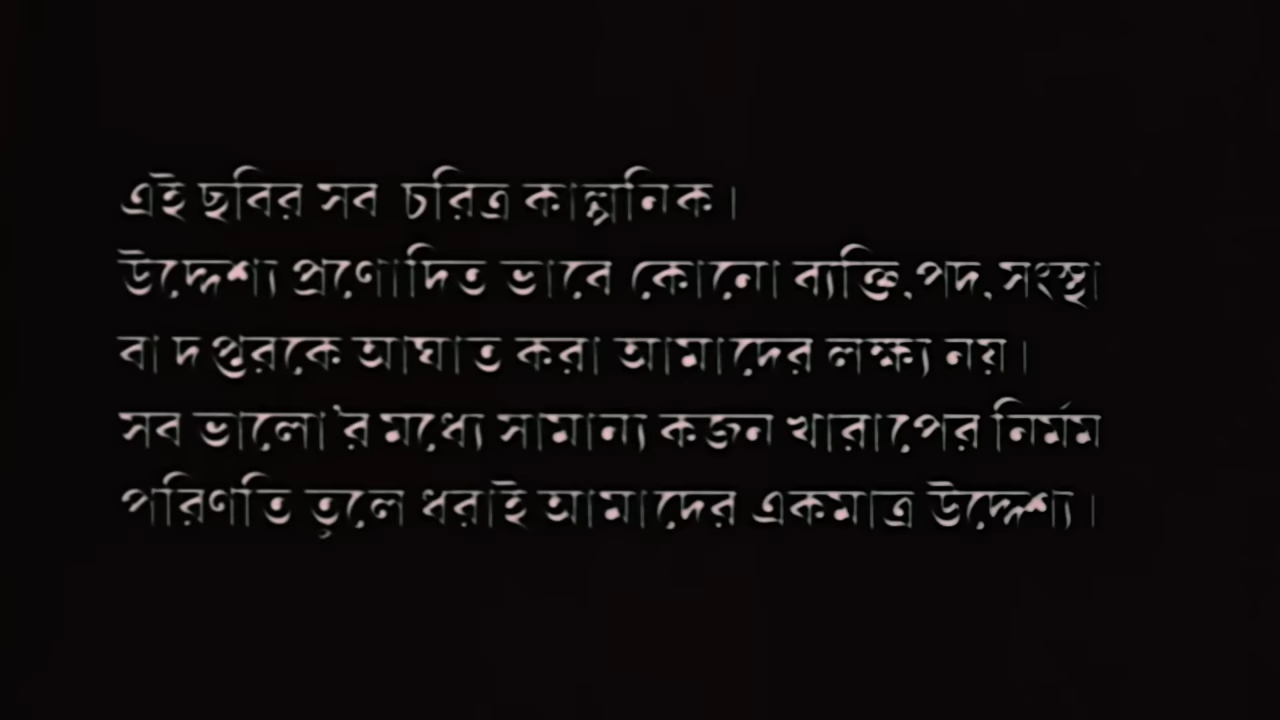 এই ছবির সব চরিত্র কাল্পনিক।
উদ্দেশ্য প্রণোদিত ভাবে কোনো ব্যক্তি,পদ,সংস্থা
বা দপ্তরকে আঘাত করা আমাদের লক্ষ্য নয়।
সব ভালো'র মধ্যে সামান্য কজন খারাপের নির্মম
পরিণতি তুলে ধরাই আমাদের একমাত্র উদ্দেশ্য।